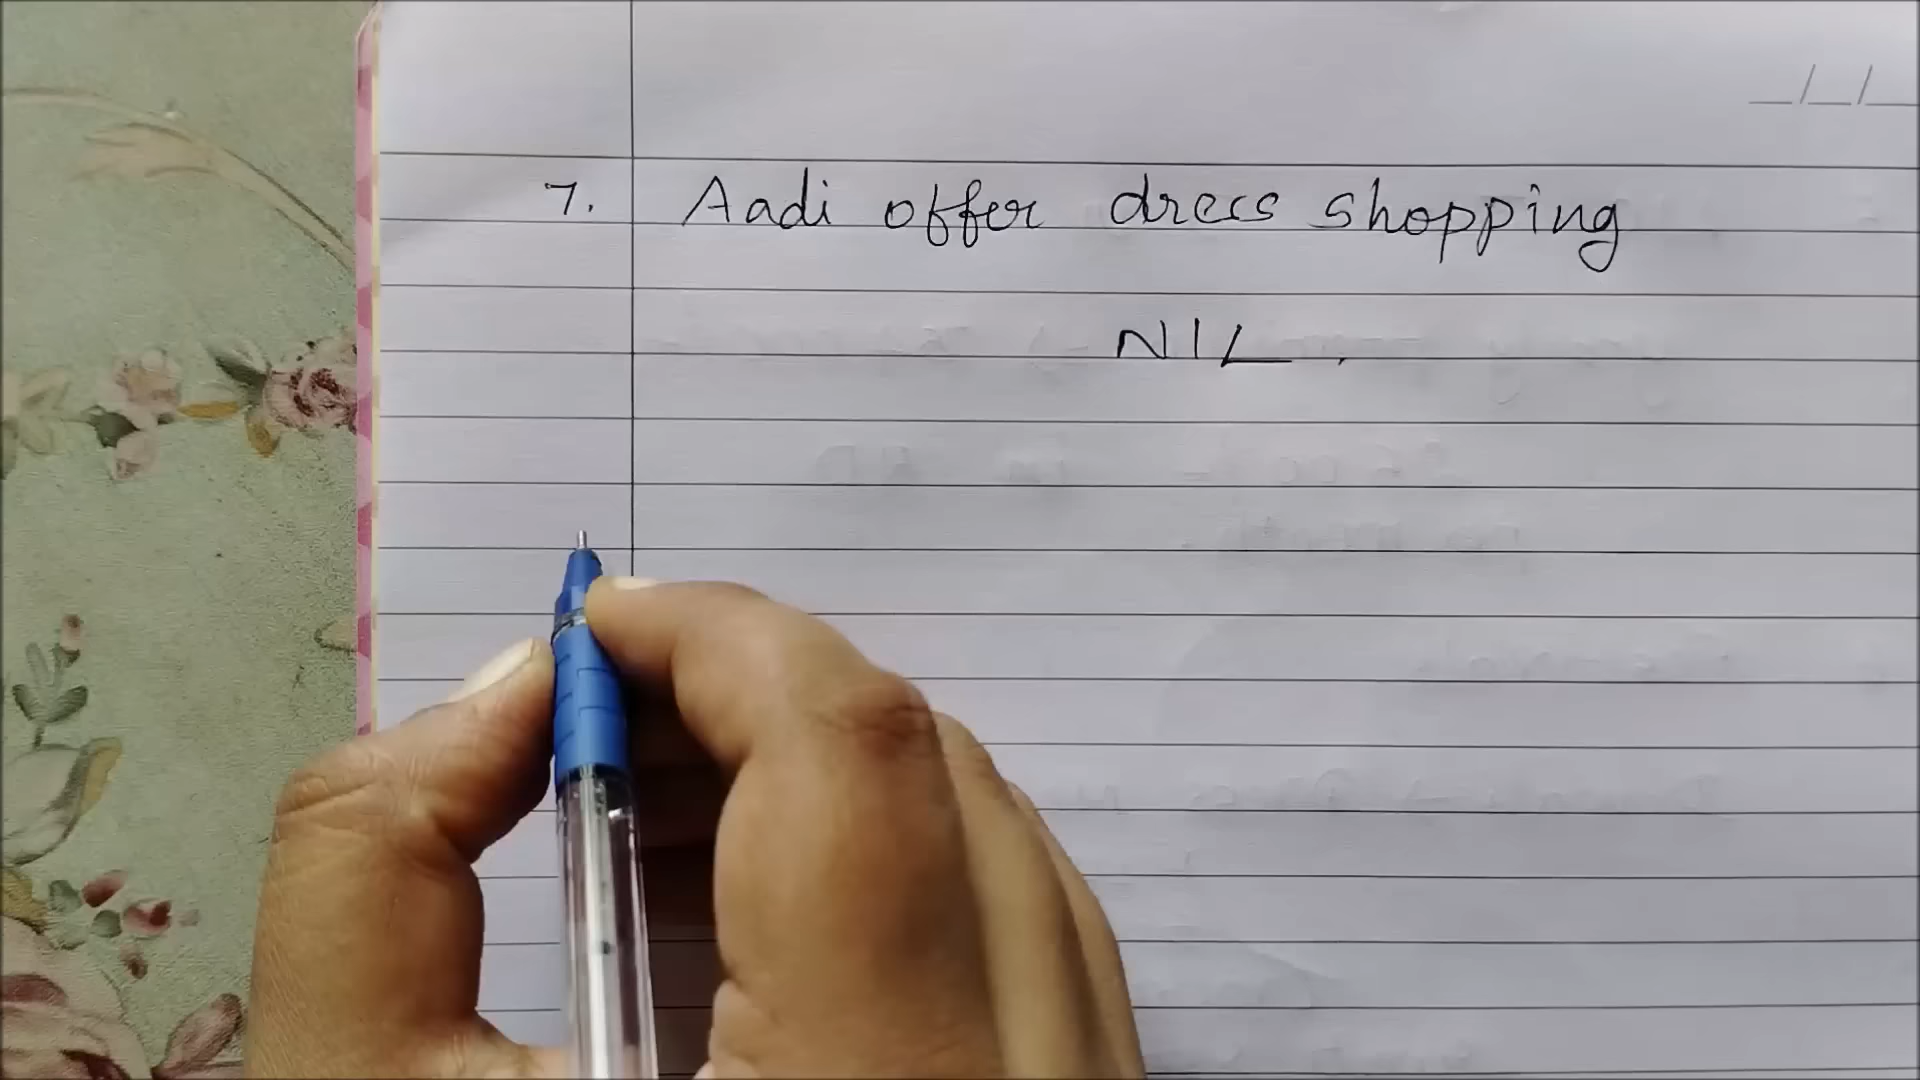 _/_/_
7. Aadi offer dress shopping
NIL.